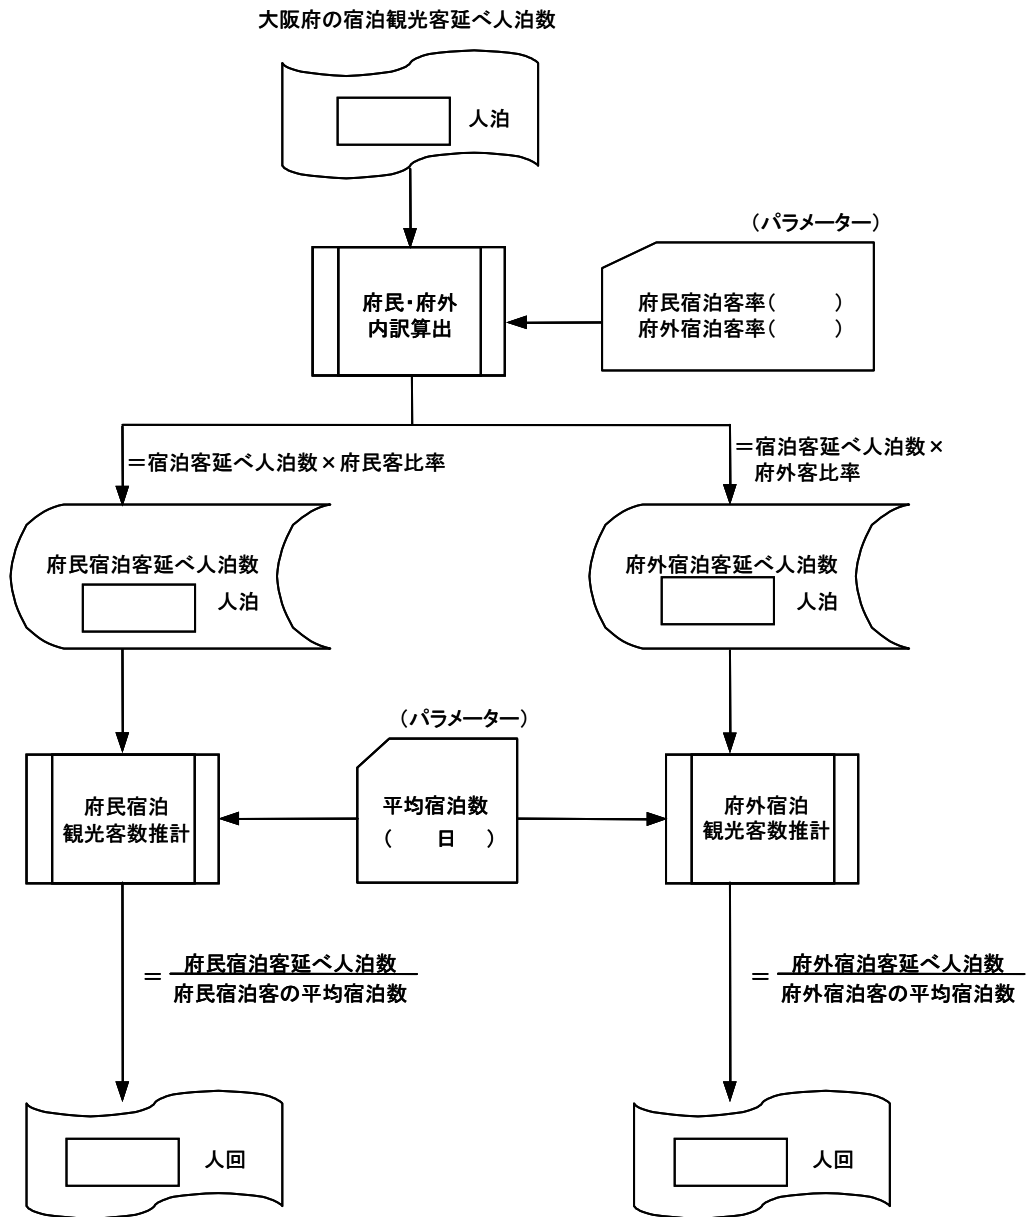 大阪府の宿泊観光客延べ人泊数
人泊
(パラメーター)
府民・府外
内訳算出
府民宿泊客率(　　　)
府外宿泊客率(　　　)
=宿泊客延べ人泊数×府民客比率
=宿泊客延べ人泊数×
府外客比率
府民宿泊客延べ人泊数
人泊
府外宿泊客延べ人泊数
人泊
(パラメーター)
府民宿泊
観光客数推計
平均宿泊数
(　　日　)
府外宿泊
観光客数推計
=府民宿泊客延べ人泊数
府民宿泊客の平均宿泊数
=府外宿泊客延べ人泊数
府外宿泊客の平均宿泊数
人回
人回